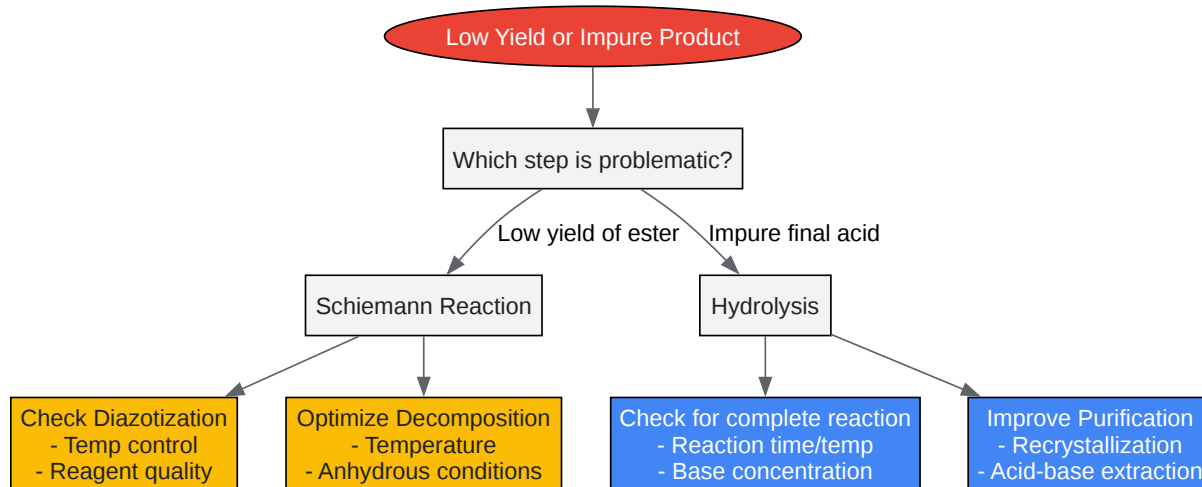 Low Yield or Impure Product
Which step is problematic?
Low yield of ester
Impure final acid
Schiemann Reaction
Hydrolysis
Check Diazotization
- Temp control
- Reagent quality
Optimize Decomposition
- Temperature
- Anhydrous conditions
Check for complete reaction
- Reaction time/temp
- Base concentration
Improve Purification
- Recrystallization
- Acid-base extraction